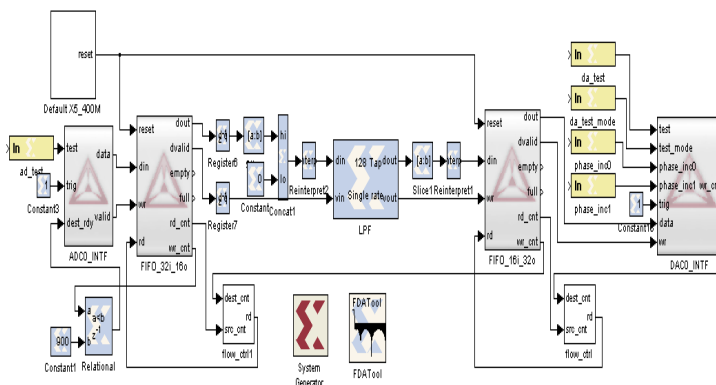 reset
Default X5_400M
In
ad_test
1
Constant3
test
trig
dest_rdy
data
valid
ADC0_INTF
reset
din
wr
rd
dout
dvalid
empty
full
rd_cnt
wr_cnt
FIFO_32i_16o
Register6
Register7
[a:b]
0
Constant
hi
lo
Concat1
Reinterpret2
din
vin
128 Tap
Single rate
dout
vout
LPF
[a:b]
Slice1
Reinterpret1
reset
din
wr
rd
dout
dvalid
empty
full
rd_cnt
wr_cnt
FIFO_16i_32o
In
da_test
In
da_test_mode
In
phase_inc0
In
phase_inc1
1
test
test_mode
phase_inc0
phase_inc1
trig
data
wr
DAC0_INTF
900
Constant1
a
b
a<b
z-1
Relational
dest_cnt
src_cnt
rd
flow_ctrl1
System
Generator
FDATool
FDATool
dest_cnt
src_cnt
rd
flow_ctrl